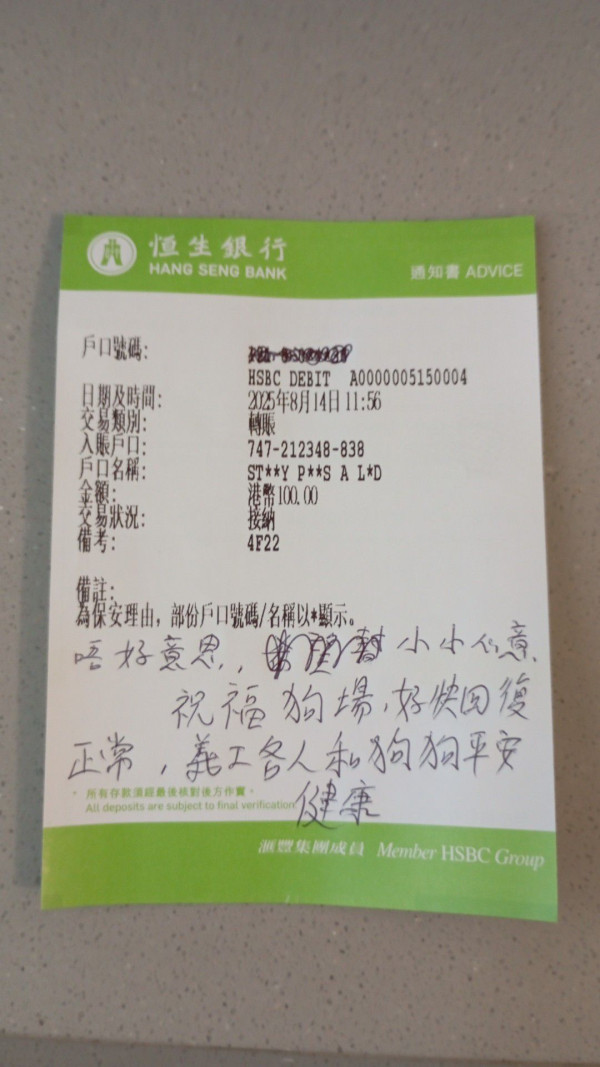 恒生銀行
HANG SENG BANK
通知書 ADVICE
戶口號碼:
HSBC DEBIT A0000005150004
日期及時間: 2025年8月14日 11:56
交易類別: 轉賬
入賬戶口: 747-212348-838
戶口名稱: ST**Y P**S A L*D
金額: 港幣100.00
交易狀況: 接納
備考: 4F22
備註:
為保安理由，部份戶口號碼/名稱以*顯示。
唔好意思，小小心意
祝福狗場，好快回復
正常，義工各人和狗狗平安
健康
所有存款須經最後核對後方作實。
All deposits are subject to final verification
滙豐集團成員 Member HSBC Group